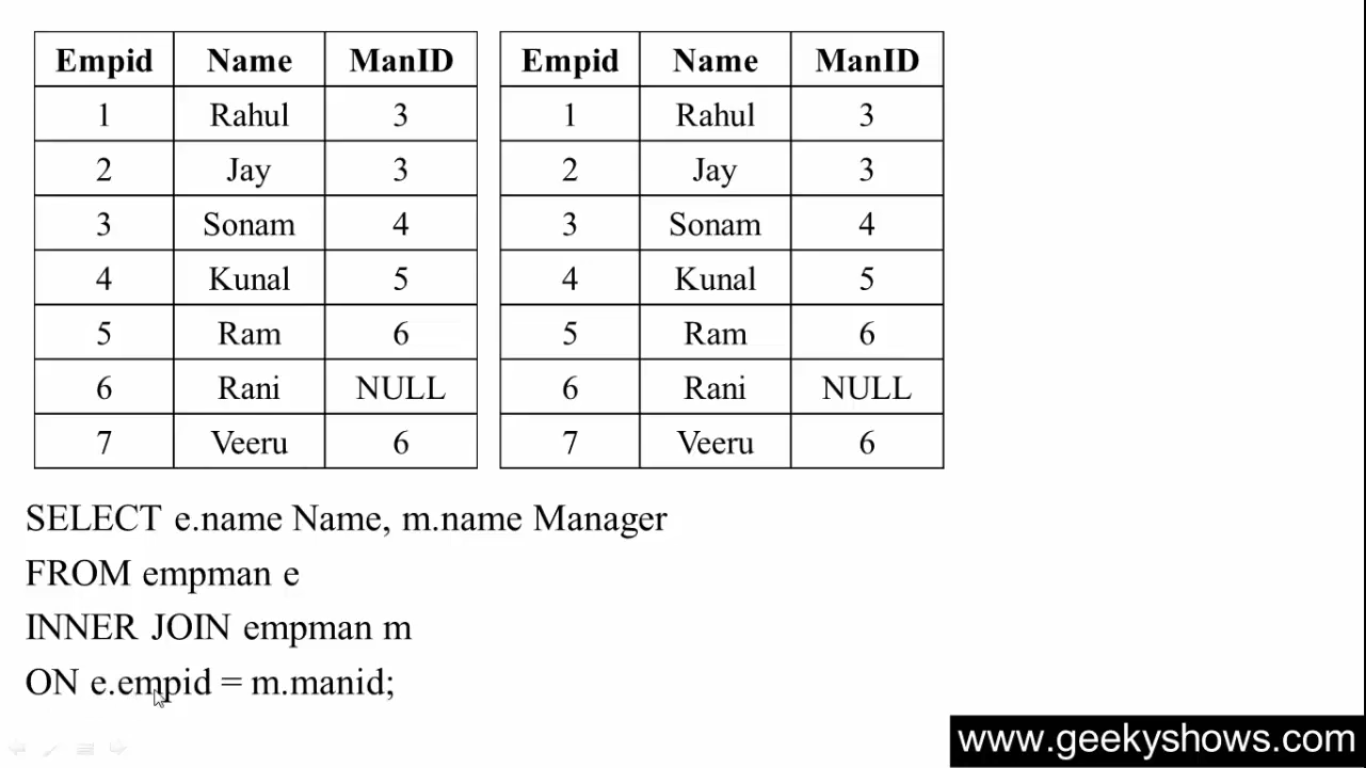 Empid Name ManID Empid Name ManID
1 Rahul 3 1 Rahul 3
2 Jay 3 2 Jay 3
3 Sonam 4 3 Sonam 4
4 Kunal 5 4 Kunal 5
5 Ram 6 5 Ram 6
6 Rani NULL 6 Rani NULL
7 Veeru 6 7 Veeru 6
SELECT e.name Name, m.name Manager
FROM empman e
INNER JOIN empman m
ON e.empid = m.manid;
www.geekyshows.com